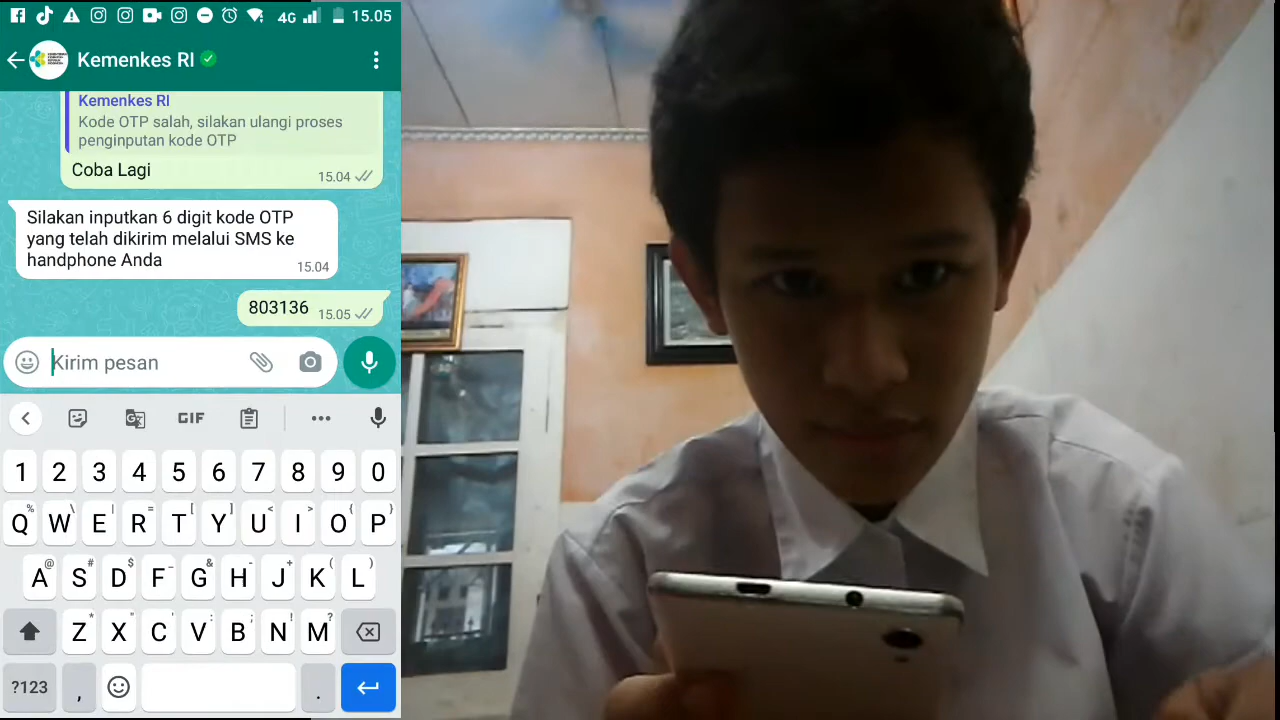 4G 15.05
Kemenkes RI
Kemenkes RI
Kode OTP salah, silakan ulangi proses
penginputan kode OTP
Coba Lagi
15.04
Silakan inputkan 6 digit kode OTP
yang telah dikirim melalui SMS ke
handphone Anda
15.04
803136
15.05
Kirim pesan
GIF
1 2 3 4 5 6 7 8 9 0
% \ | = [ ] < > { }
Q W E R T Y U I O P
@ # $ _ & - + ( )
A S D F G H J K L
* " ' : ; ! ?
Z X C V B N M
?123 , .